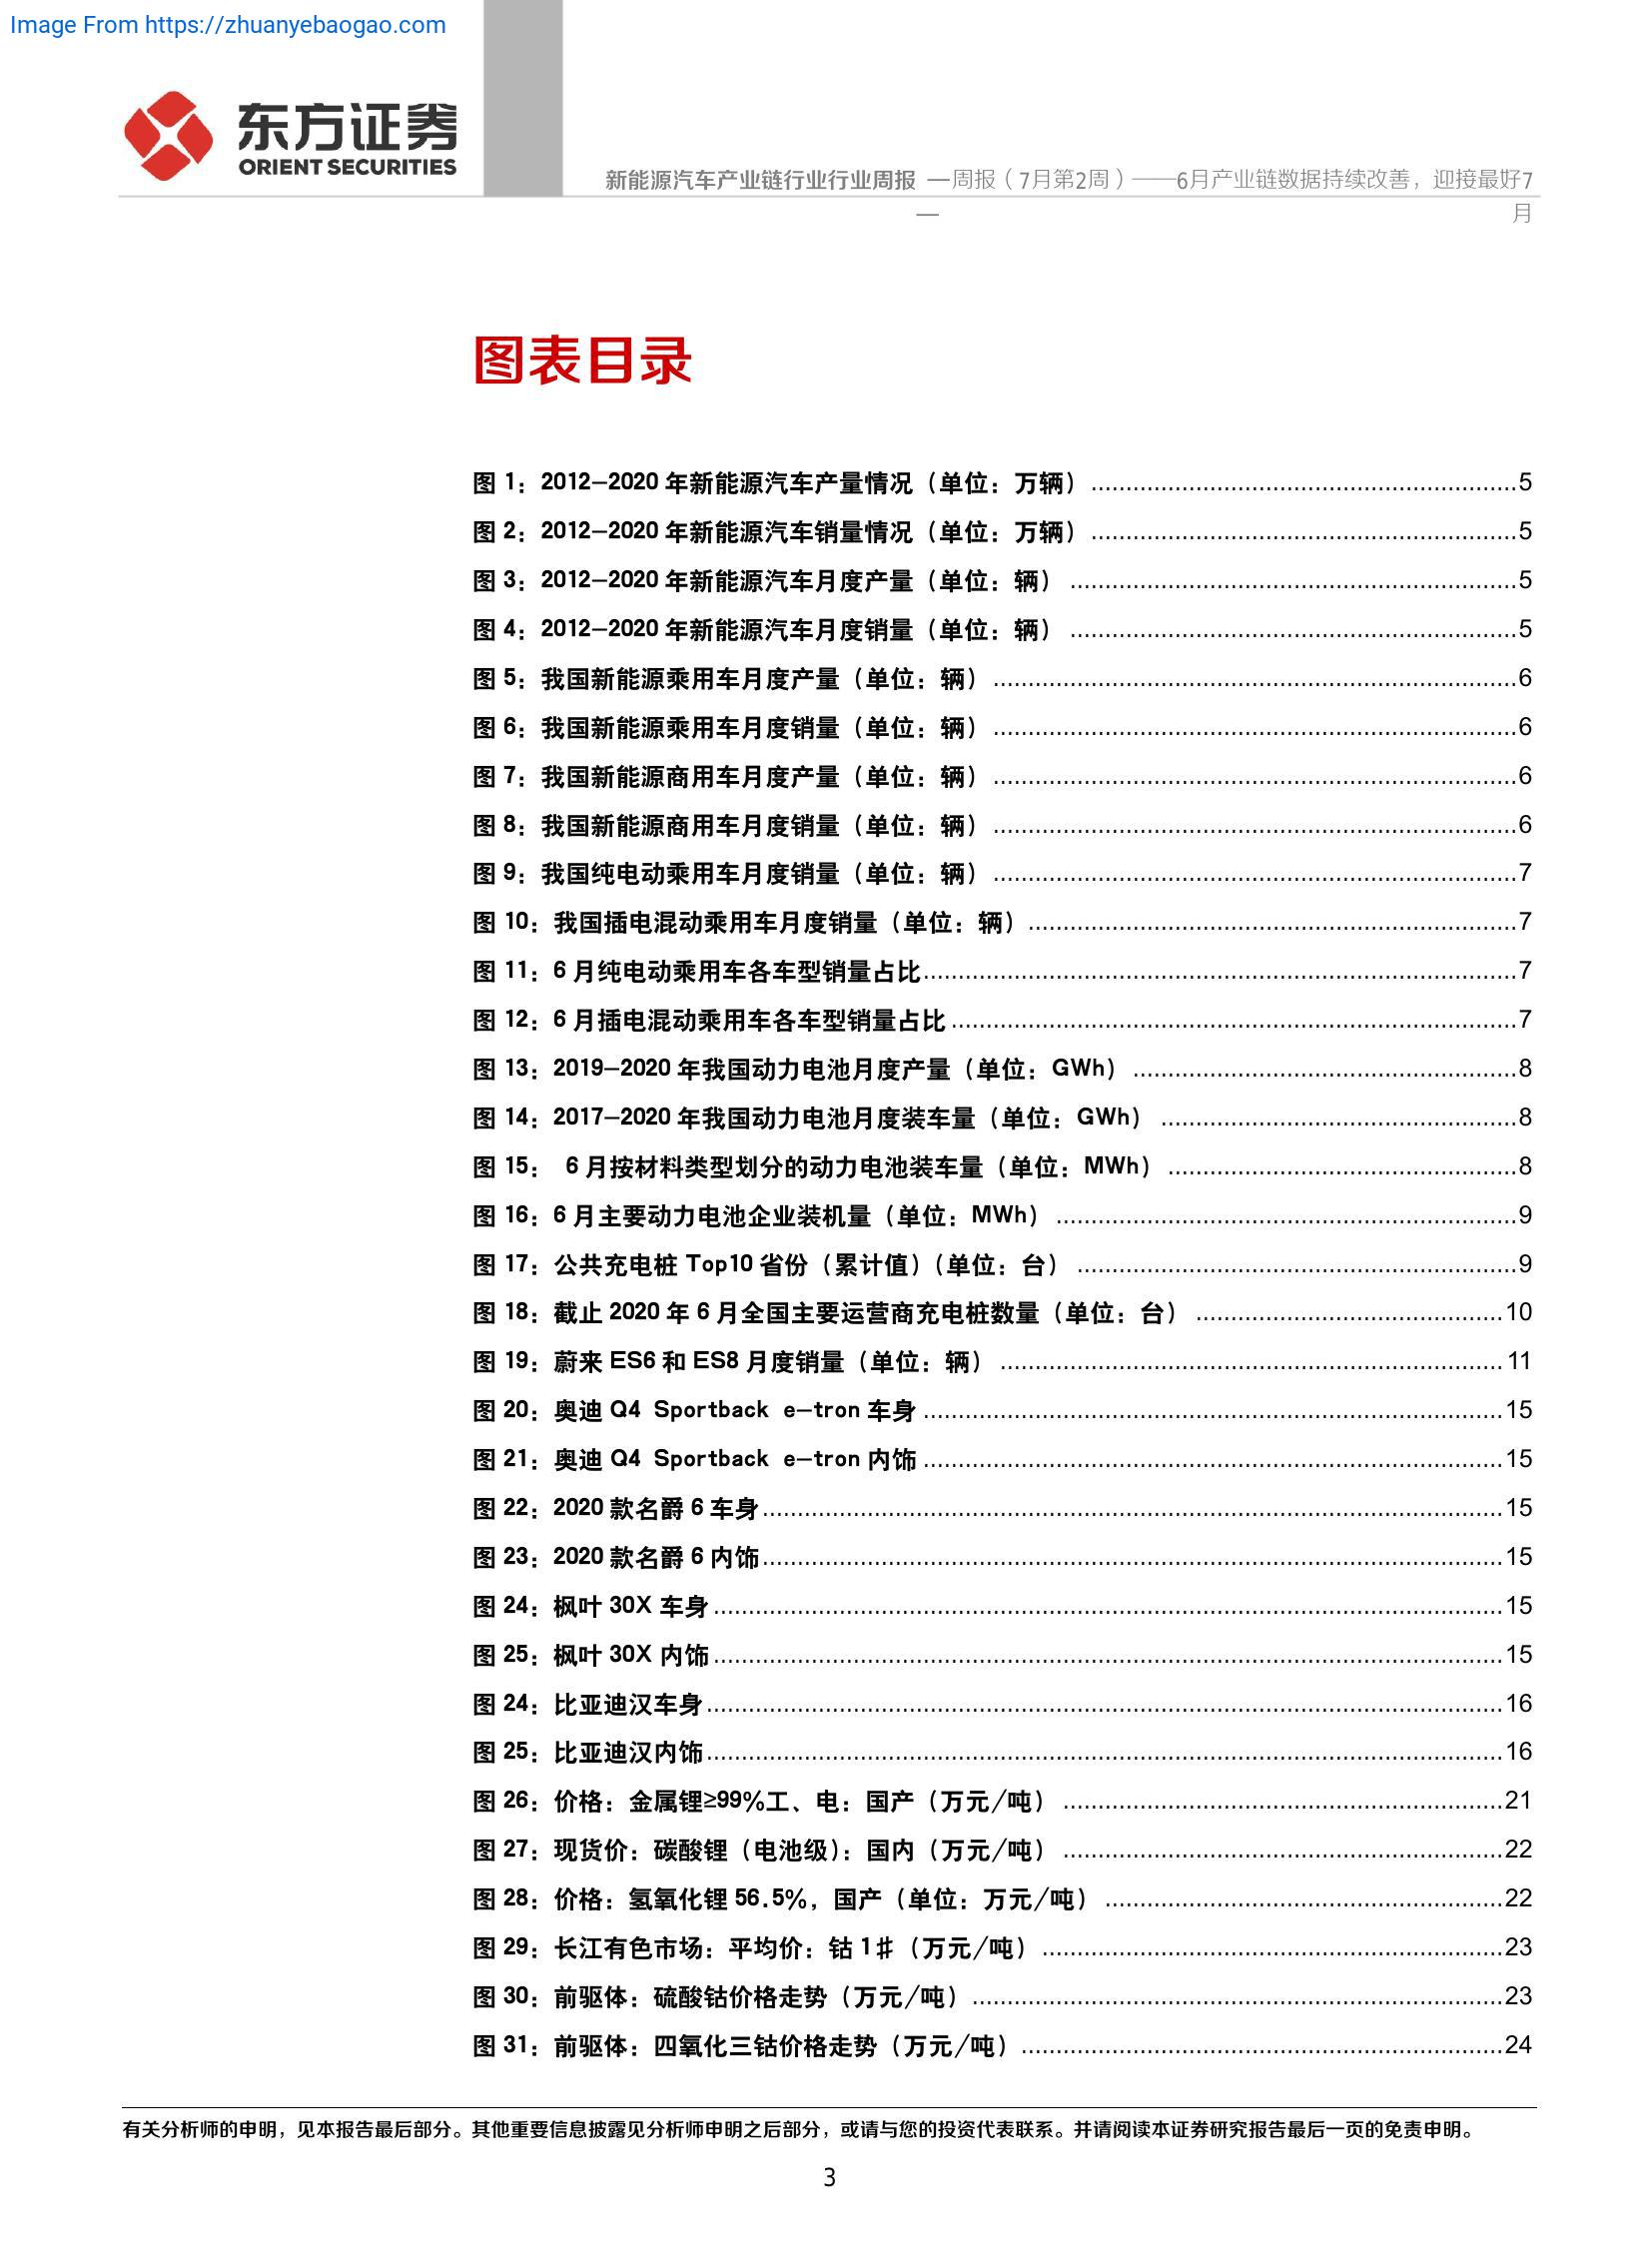 Image From https://zhuanyebaogao.com
东方证券
ORIENT SECURITIES
新能源汽车产业链行业行业周报 —周报（7月第2周）——6月产业链数据持续改善，迎接最好7
— 月
图表目录
图 1：2012-2020 年新能源汽车产量情况（单位：万辆） ............................................................5
图 2：2012-2020 年新能源汽车销量情况（单位：万辆） ............................................................5
图 3：2012-2020 年新能源汽车月度产量（单位：辆） ...............................................................5
图 4：2012-2020 年新能源汽车月度销量（单位：辆） ...............................................................5
图 5：我国新能源乘用车月度产量（单位：辆） ..........................................................................6
图 6：我国新能源乘用车月度销量（单位：辆） ..........................................................................6
图 7：我国新能源商用车月度产量（单位：辆） ..........................................................................6
图 8：我国新能源商用车月度销量（单位：辆） ..........................................................................6
图 9：我国纯电动乘用车月度销量（单位：辆） ..........................................................................7
图 10：我国插电混动乘用车月度销量（单位：辆） .....................................................................7
图 11：6 月纯电动乘用车各车型销量占比....................................................................................7
图 12：6 月插电混动乘用车各车型销量占比 ................................................................................7
图 13：2019-2020 年我国动力电池月度产量（单位：GWh） ......................................................8
图 14：2017-2020 年我国动力电池月度装车量（单位：GWh） ..................................................8
图 15： 6 月按材料类型划分的动力电池装车量（单位：MWh） .................................................8
图 16：6 月主要动力电池企业装机量（单位：MWh） .................................................................9
图 17：公共充电桩 Top10 省份（累计值）（单位：台） ..............................................................9
图 18：截止 2020 年 6 月全国主要运营商充电桩数量（单位：台） ...........................................10
图 19：蔚来 ES6 和 ES8 月度销量（单位：辆） ....................................................................... 11
图 20：奥迪 Q4 Sportback e-tron 车身 ..................................................................................15
图 21：奥迪 Q4 Sportback e-tron 内饰 ..................................................................................15
图 22：2020 款名爵 6 车身.........................................................................................................15
图 23：2020 款名爵 6 内饰.........................................................................................................15
图 24：枫叶 30X 车身 ................................................................................................................15
图 25：枫叶 30X 内饰 ................................................................................................................15
图 24：比亚迪汉车身.................................................................................................................16
图 25：比亚迪汉内饰.................................................................................................................16
图 26：价格：金属锂≥99%工、电：国产（万元/吨） ..............................................................21
图 27：现货价：碳酸锂（电池级）：国内（万元/吨） ..............................................................22
图 28：价格：氢氧化锂 56.5%，国产（单位：万元/吨） ........................................................22
图 29：长江有色市场：平均价：钴 1#（万元/吨） .................................................................23
图 30：前驱体：硫酸钴价格走势（万元/吨） ...........................................................................23
图 31：前驱体：四氧化三钴价格走势（万元/吨） ....................................................................24
有关分析师的申明，见本报告最后部分。其他重要信息披露见分析师申明之后部分，或请与您的投资代表联系。并请阅读本证券研究报告最后一页的免责申明。
3